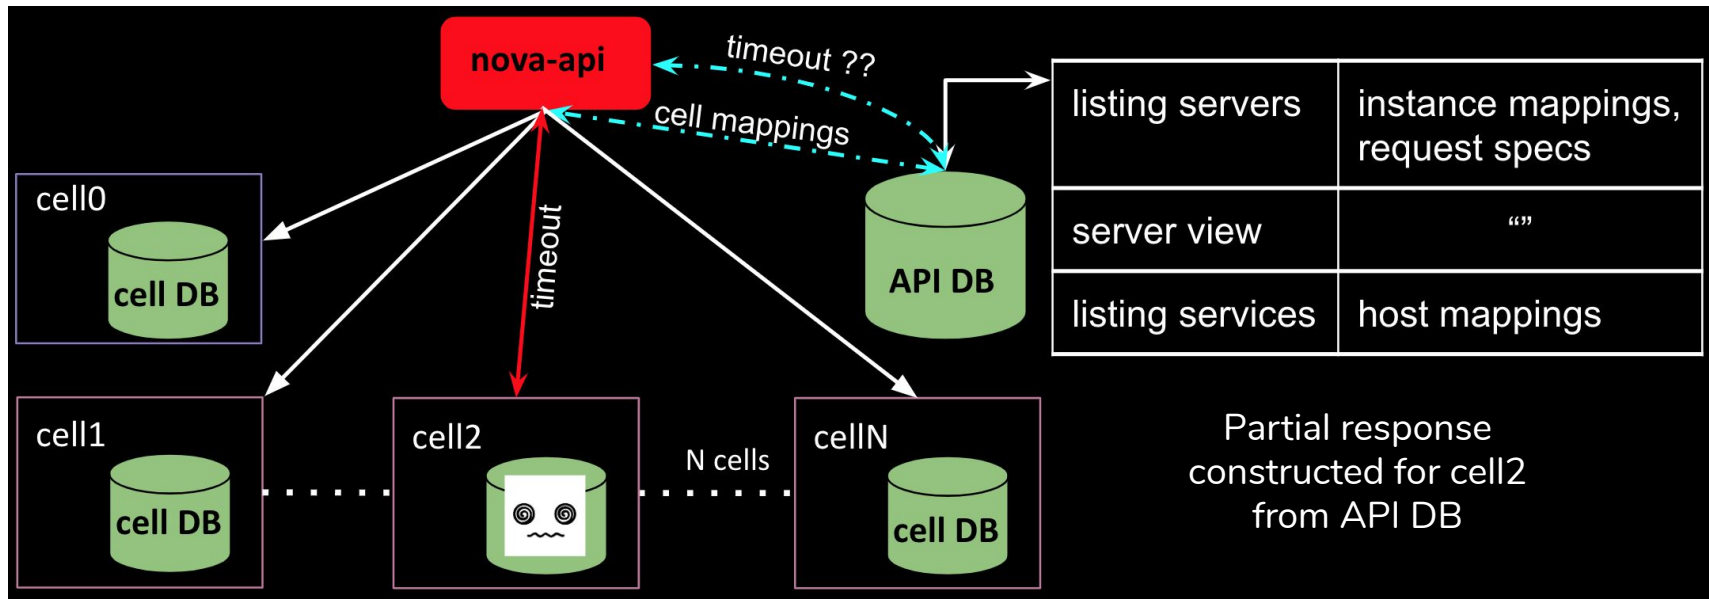 nova-api
timeout ??
cell mappings
listing servers
instance mappings,
request specs
server view
“”
listing services
host mappings
API DB
cell0
cell DB
timeout
cell1
cell DB
cell2
N cells
cellN
cell DB
Partial response
constructed for cell2
from API DB